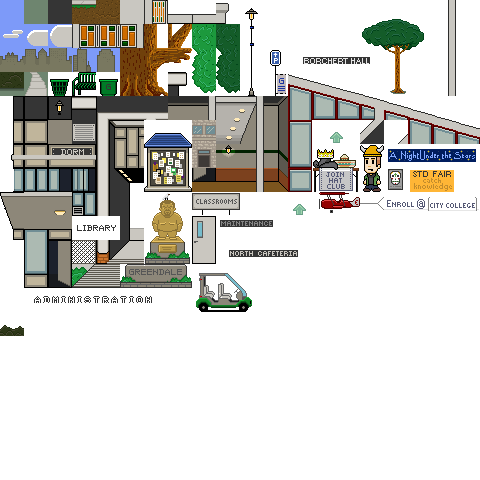 BORCHERT HALL
P
G
DORM
A Night Under the Stars
JOIN
HAT
CLUB
STD FAIR
catch
knowledge
ENROLL @ CITY COLLEGE
CLASSROOMS
MAINTENANCE
LIBRARY
NORTH CAFETERIA
GREENDALE
ADMINISTRATION